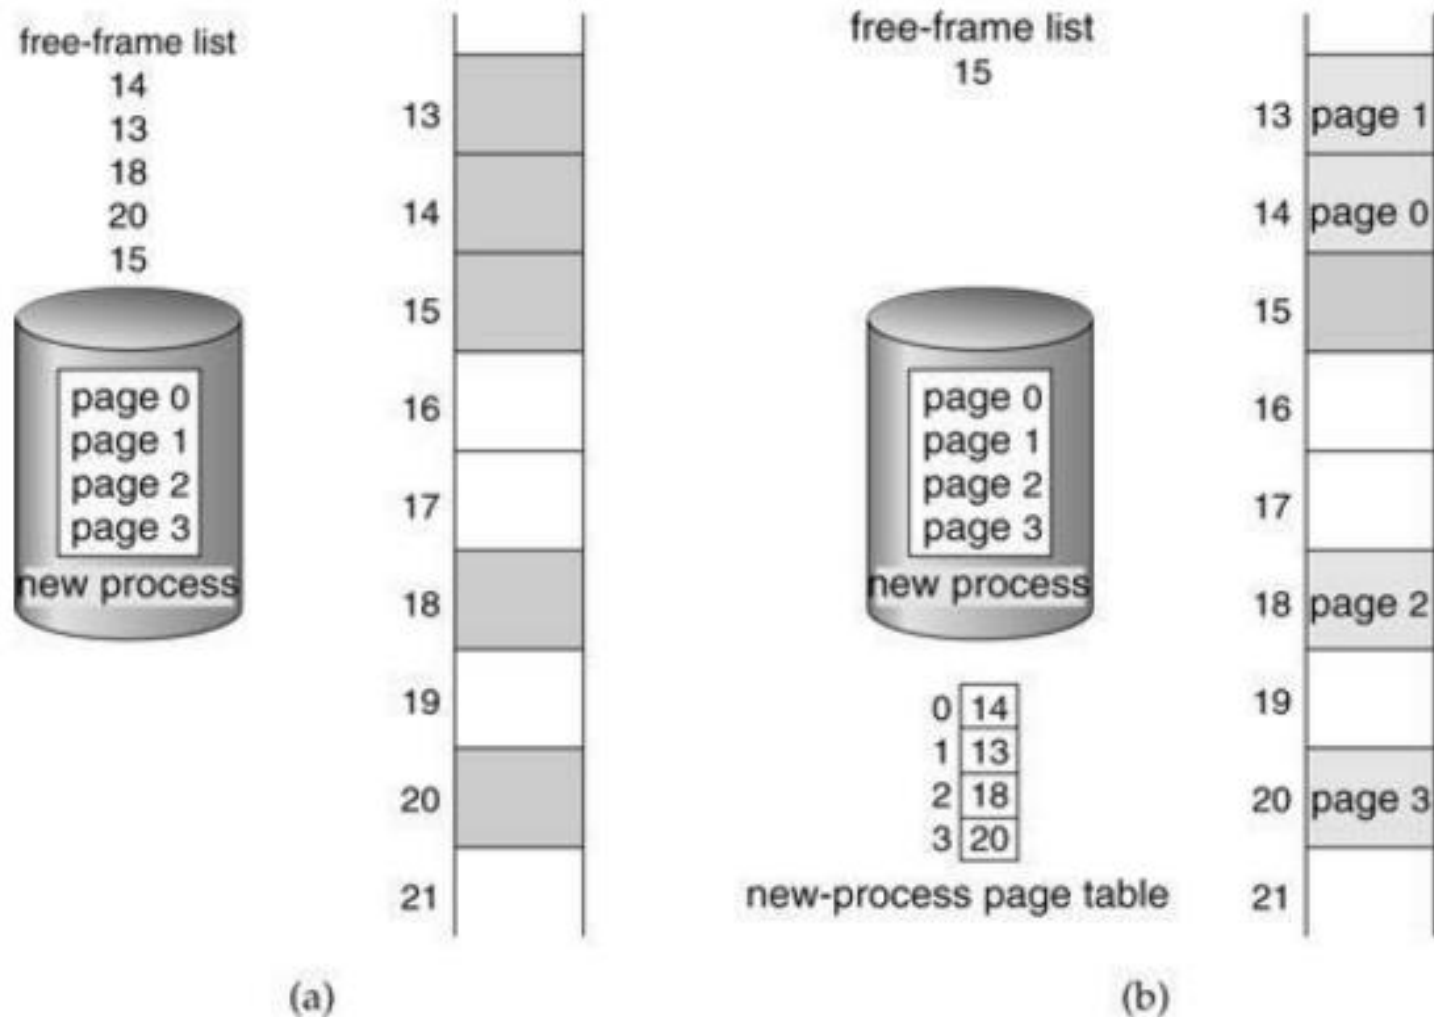 free-frame list
14
13
18
20
15
page 0
page 1
page 2
page 3
new process
13
14
15
16
17
18
19
20
21
(a)
free-frame list
15
page 0
page 1
page 2
page 3
new process
0 14
1 13
2 18
3 20
new-process page table
13 page 1
14 page 0
15
16
17
18 page 2
19
20 page 3
21
(b)